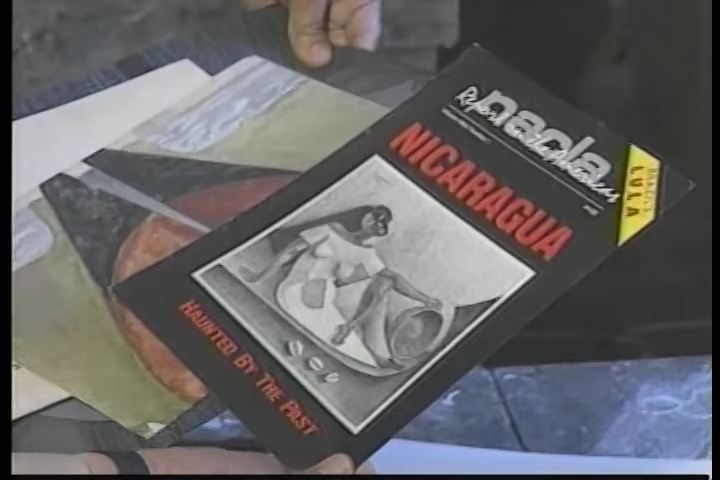 nacla
Report on the Americas
NICARAGUA
LULA
HAUNTED BY THE PAST